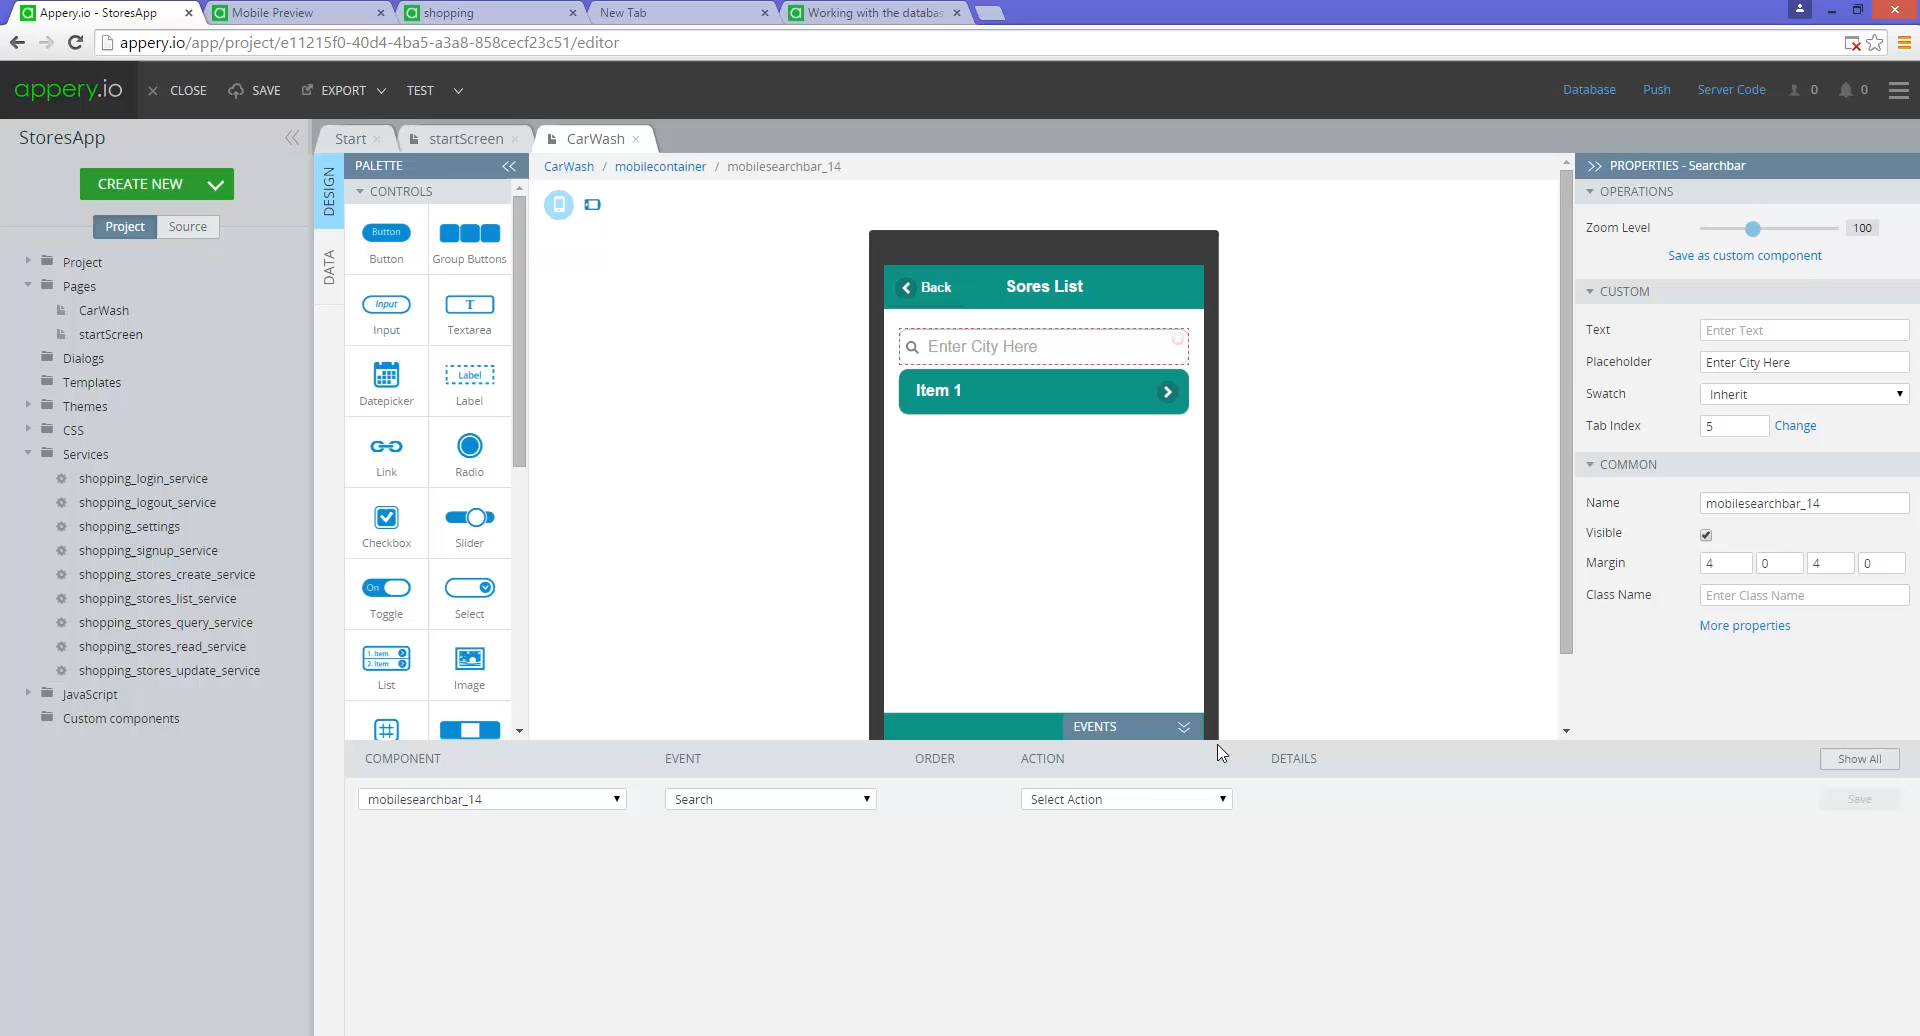 Appery.io - StoresApp
Mobile Preview
shopping
New Tab
Working with the databas
appery.io/app/project/e11215f0-40d4-4ba5-a3a8-858cecf23c51/editor
appery.io
CLOSE
SAVE
EXPORT
TEST
Database
Push
Server Code
0
0
StoresApp
CREATE NEW
Project
Source
Project
Pages
CarWash
startScreen
Dialogs
Templates
Themes
CSS
Services
shopping_login_service
shopping_logout_service
shopping_settings
shopping_signup_service
shopping_stores_create_service
shopping_stores_list_service
shopping_stores_query_service
shopping_stores_read_service
shopping_stores_update_service
JavaScript
Custom components
Start
startScreen
CarWash
DESIGN
DATA
PALETTE
CONTROLS
Button
Button
Group Buttons
Input
Input
T
Textarea
Datepicker
Label
Label
Link
Radio
Checkbox
Slider
On
Toggle
Select
1. Item
2. Item
List
Image
CarWash / mobilecontainer / mobilesearchbar_14
Back
Sores List
Enter City Here
Item 1
EVENTS
PROPERTIES - Searchbar
OPERATIONS
Zoom Level
100
Save as custom component
CUSTOM
Text
Enter Text
Placeholder
Enter City Here
Swatch
Inherit
Tab Index
5
Change
COMMON
Name
mobilesearchbar_14
Visible
Margin
4
0
4
0
Class Name
Enter Class Name
More properties
COMPONENT
EVENT
ORDER
ACTION
DETAILS
Show All
mobilesearchbar_14
Search
Select Action
Save